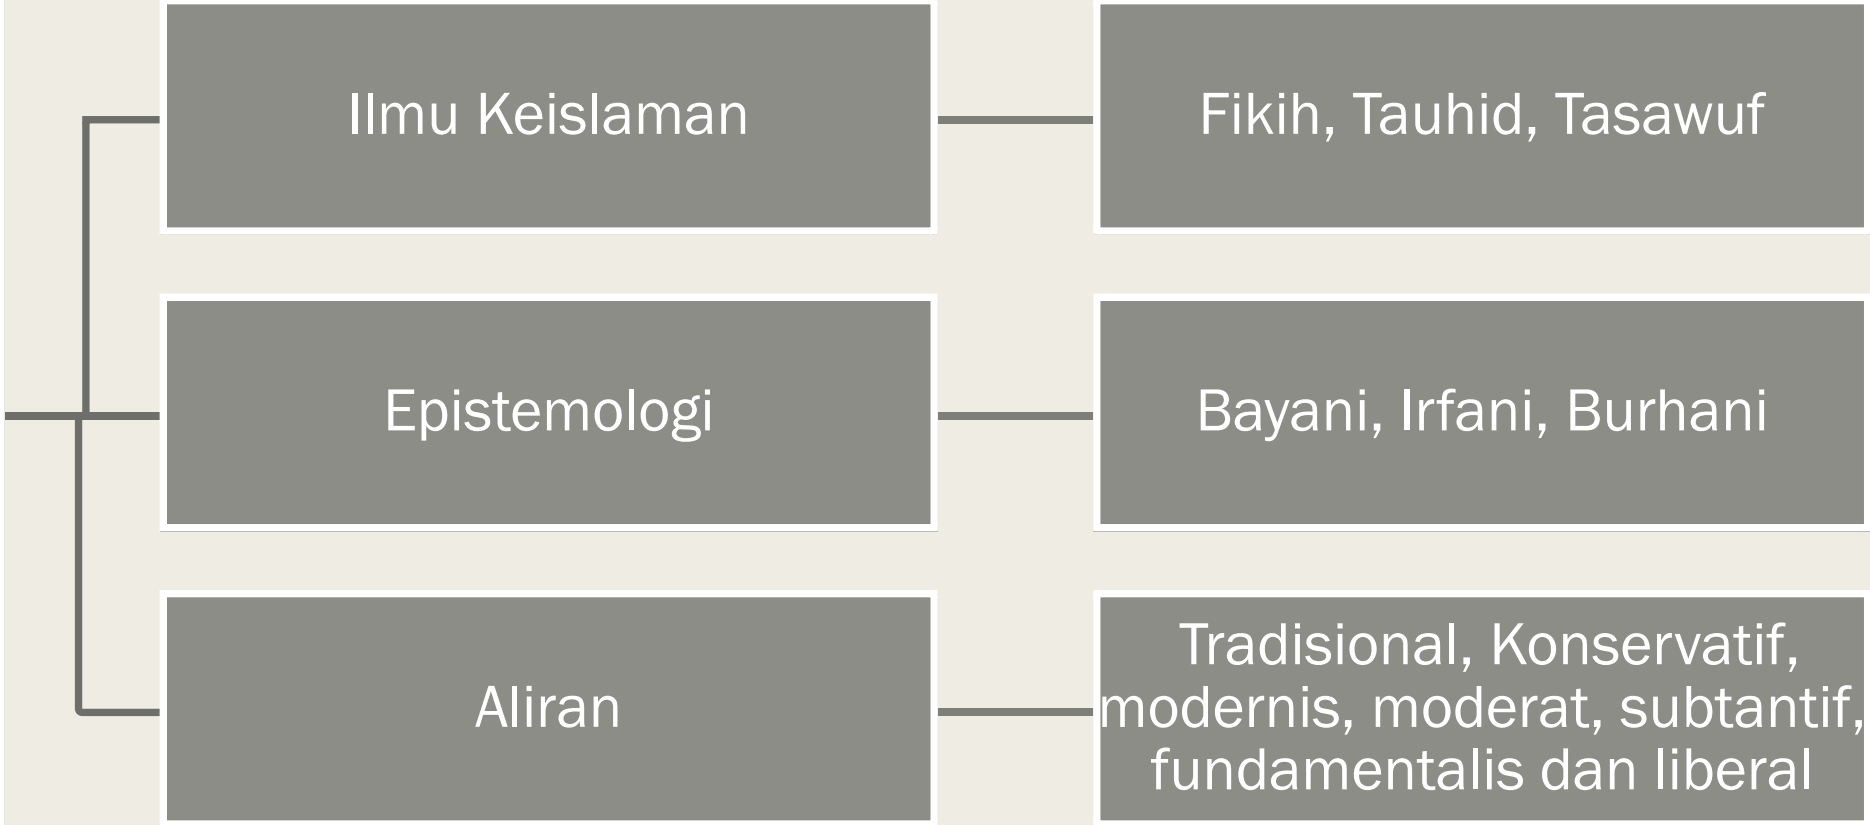 Ilmu Keislaman
Fikih, Tauhid, Tasawuf
Epistemologi
Bayani, Irfani, Burhani
Aliran
Tradisional, Konservatif,
modernis, moderat, subtantif,
fundamentalis dan liberal